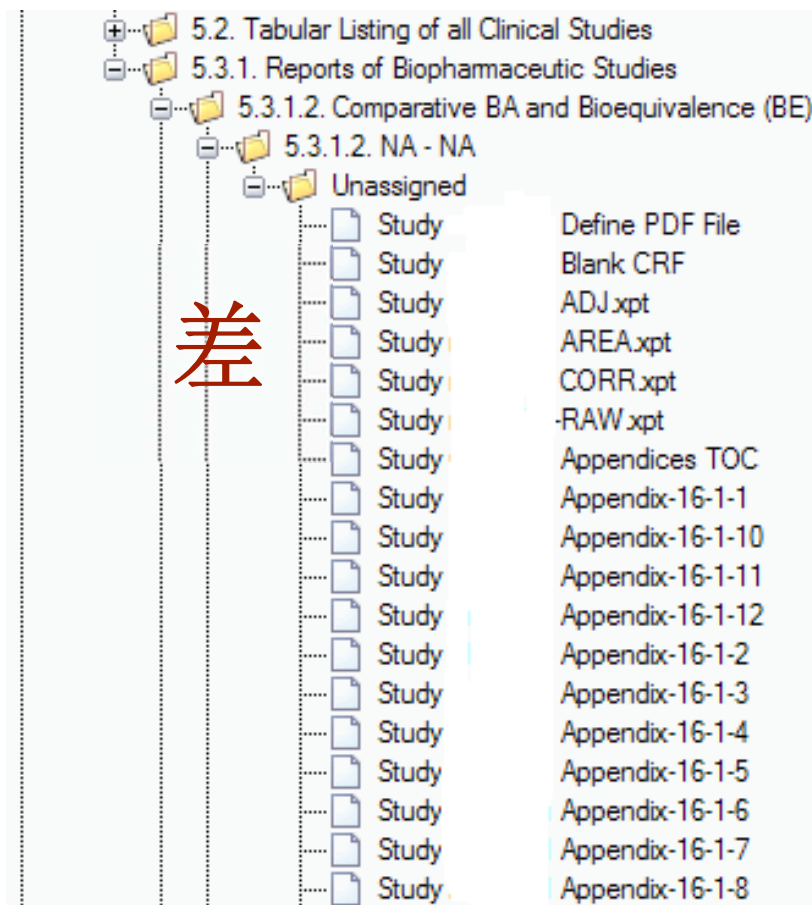 5.2. Tabular Listing of all Clinical Studies
5.3.1. Reports of Biopharmaceutic Studies
5.3.1.2. Comparative BA and Bioequivalence (BE)
5.3.1.2. NA - NA
Unassigned
Study Define PDF File
Study Blank CRF
Study ADJ.xpt
Study AREA.xpt
Study CORR.xpt
Study -RAW.xpt
Study Appendices TOC
Study Appendix-16-1-1
Study Appendix-16-1-10
Study Appendix-16-1-11
Study Appendix-16-1-12
Study Appendix-16-1-2
Study Appendix-16-1-3
Study Appendix-16-1-4
Study Appendix-16-1-5
Study Appendix-16-1-6
Study Appendix-16-1-7
Study Appendix-16-1-8
差